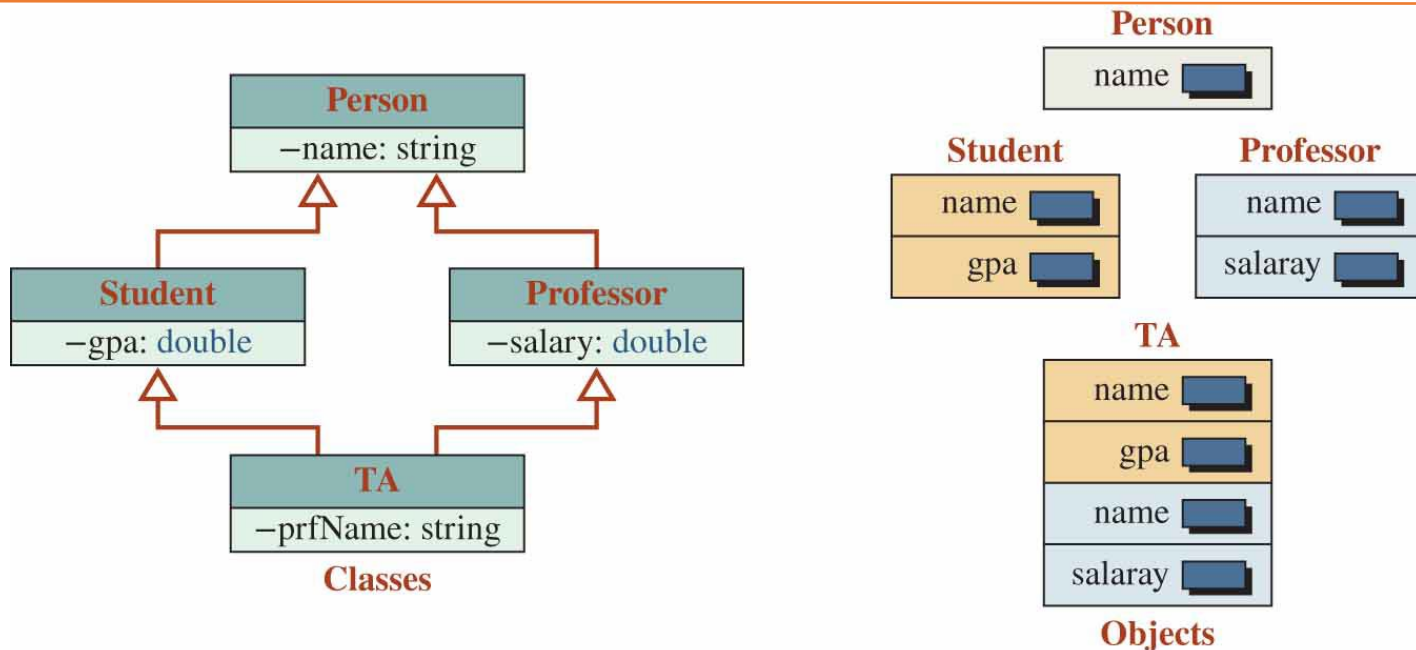 Person
−name: string
Student
−gpa: double
Professor
−salary: double
TA
−prfName: string
Classes
Person
name
Student
name
gpa
Professor
name
salaray
TA
name
gpa
name
salaray
Objects